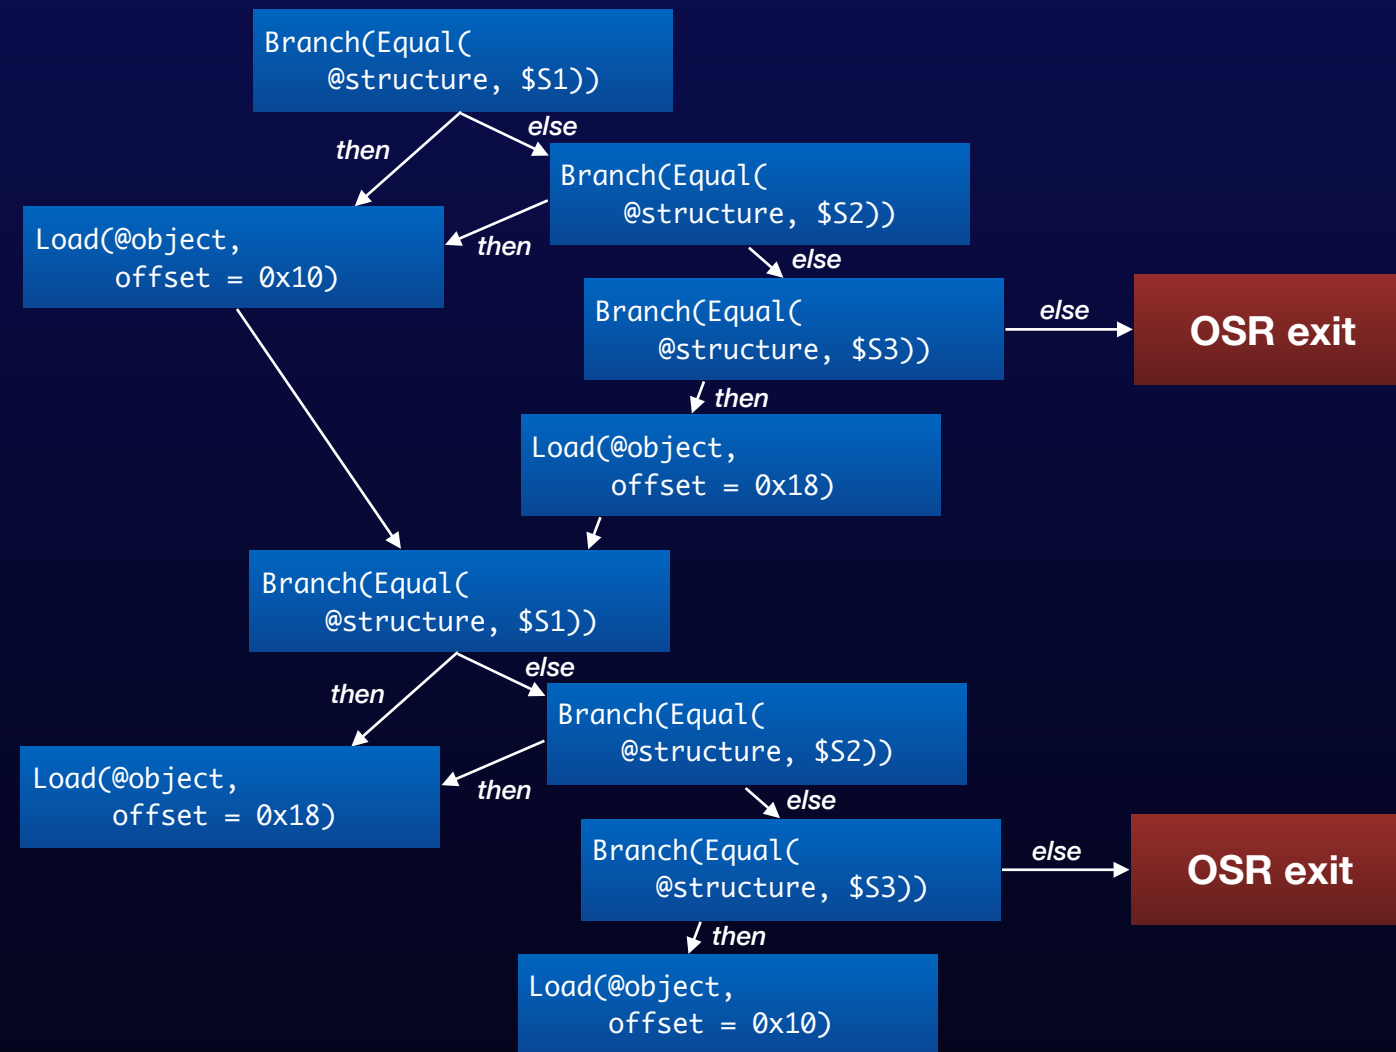 Branch(Equal(
@structure, $S1))
then
else
Branch(Equal(
@structure, $S2))
Load(@object,
offset = 0x10)
then
else
Branch(Equal(
@structure, $S3))
else
OSR exit
then
Load(@object,
offset = 0x18)
Branch(Equal(
@structure, $S1))
then
else
Branch(Equal(
@structure, $S2))
Load(@object,
offset = 0x18)
then
else
Branch(Equal(
@structure, $S3))
else
OSR exit
then
Load(@object,
offset = 0x10)